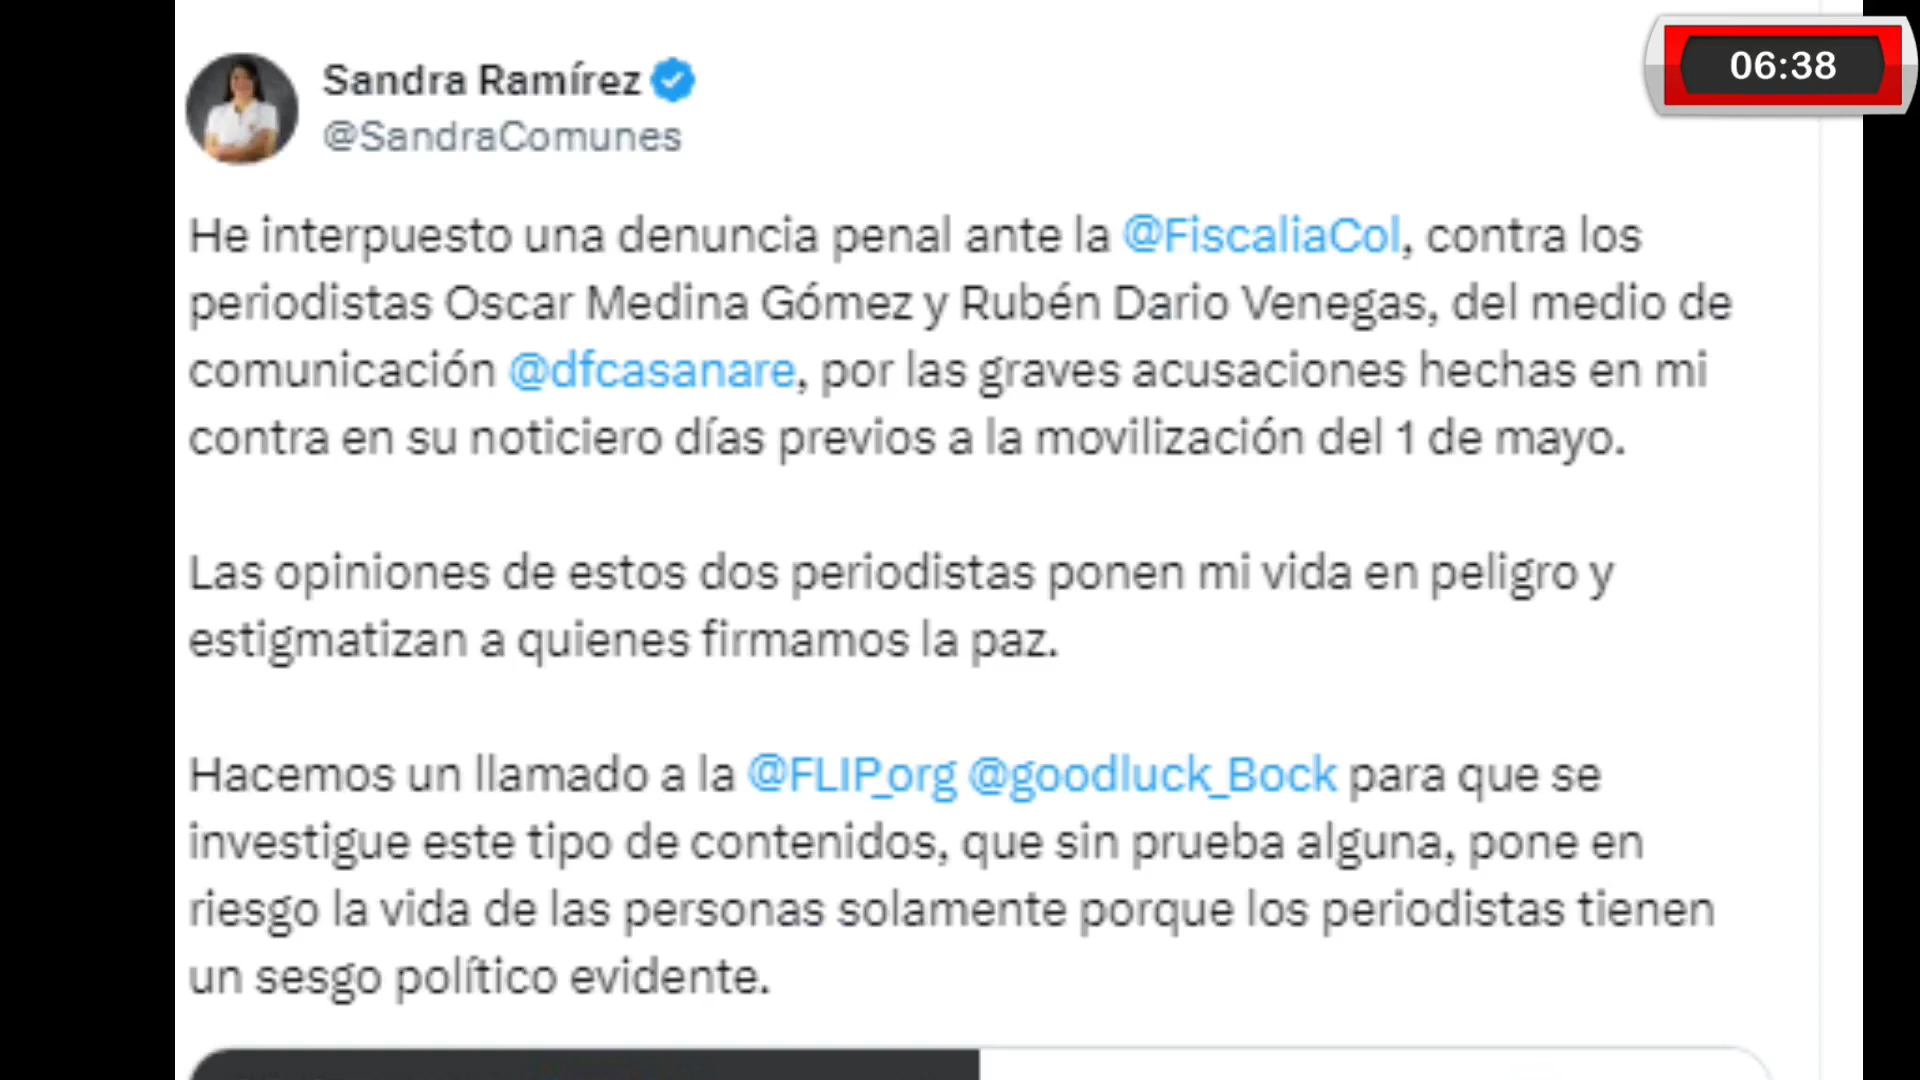 06:38
Sandra Ramírez
@SandraComunes
He interpuesto una denuncia penal ante la @FiscaliaCol, contra los
periodistas Oscar Medina Gómez y Rubén Dario Venegas, del medio de
comunicación @dfcasanare, por las graves acusaciones hechas en mi
contra en su noticiero días previos a la movilización del 1 de mayo.
Las opiniones de estos dos periodistas ponen mi vida en peligro y
estigmatizan a quienes firmamos la paz.
Hacemos un llamado a la @FLIP_org @goodluck_Bock para que se
investigue este tipo de contenidos, que sin prueba alguna, pone en
riesgo la vida de las personas solamente porque los periodistas tienen
un sesgo político evidente.